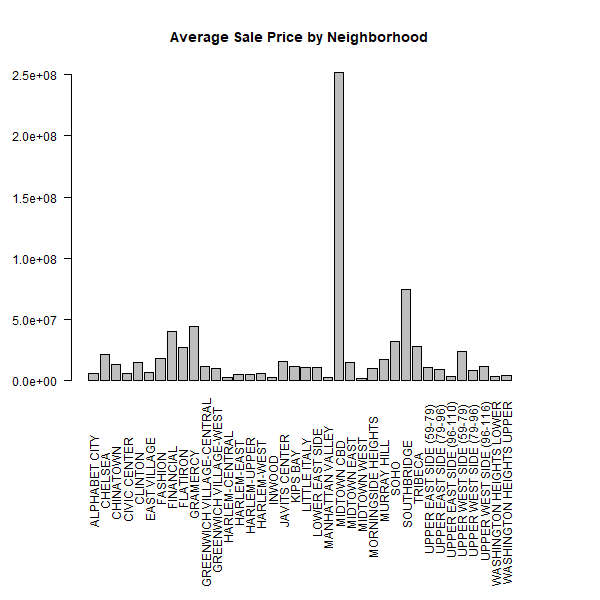 Average Sale Price by Neighborhood
2.5e+08
2.0e+08
1.5e+08
1.0e+08
5.0e+07
0.0e+00
ALPHABET CITY
CHELSEA
CHINATOWN
CIVIC CENTER
CLINTON
EAST VILLAGE
FASHION
FINANCIAL
FLATIRON
GRAMERCY
GREENWICH VILLAGE-CENTRAL
GREENWICH VILLAGE-WEST
HARLEM-CENTRAL
HARLEM-EAST
HARLEM-UPPER
HARLEM-WEST
INWOOD
JAVITS CENTER
KIPS BAY
LITTLE ITALY
LOWER EAST SIDE
MANHATTAN VALLEY
MIDTOWN CBD
MIDTOWN EAST
MIDTOWN WEST
MORNINGSIDE HEIGHTS
MURRAY HILL
SOHO
SOUTHBRIDGE
TRIBECA
UPPER EAST SIDE (59-79)
UPPER EAST SIDE (79-96)
UPPER EAST SIDE (96-110)
UPPER WEST SIDE (59-79)
UPPER WEST SIDE (79-96)
UPPER WEST SIDE (96-116)
WASHINGTON HEIGHTS LOWER
WASHINGTON HEIGHTS UPPER